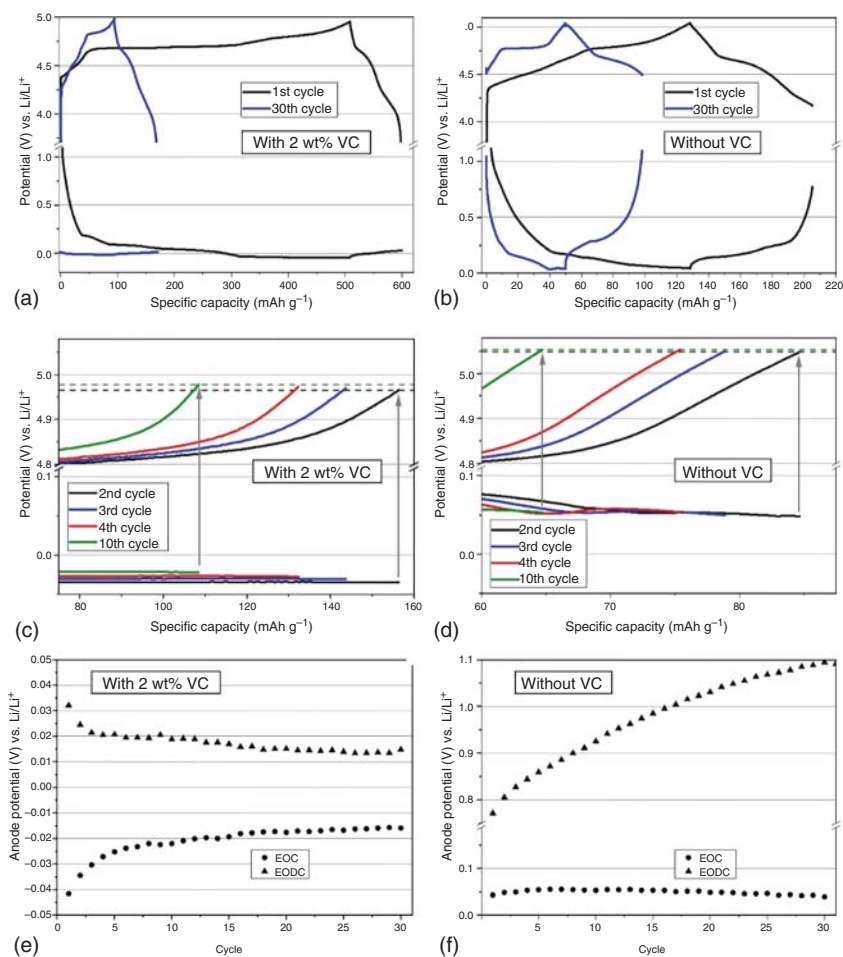 5.0
4.5
4.0
1.0
0.5
0.0
Potential (V) vs. Li/Li⁺
1st cycle
30th cycle
With 2 wt% VC
0 100 200 300 400 500 600
Specific capacity (mAh g⁻¹)
(a)
.0
4.5
4.0
1.0
0.5
0.0
Potential (V) vs. Li/Li⁺
1st cycle
30th cycle
Without VC
0 20 40 60 80 100 120 140 160 180 200 220
Specific capacity (mAh g⁻¹)
(b)
5.0
4.9
4.8
0.1
0.0
Potential (V) vs. Li/Li⁺
With 2 wt% VC
2nd cycle
3rd cycle
4th cycle
10th cycle
80 100 120 140 160
Specific capacity (mAh g⁻¹)
(c)
5.0
4.9
4.8
0.1
0.0
Potential (V) vs. Li/Li⁺
Without VC
2nd cycle
3rd cycle
4th cycle
10th cycle
60 70 80
Specific capacity (mAh g⁻¹)
(d)
0.05
0.04
0.03
0.02
0.01
0.00
−0.01
−0.02
−0.03
−0.04
−0.05
Anode potential (V) vs. Li/Li⁺
With 2 wt% VC
EOC
EODC
0 5 10 15 20 25 30
Cycle
(e)
1.1
1.0
0.9
0.8
0.1
0.05
0.0
Anode potential (V) vs. Li/Li⁺
Without VC
EOC
EODC
5 10 15 20 25 30
Cycle
(f)